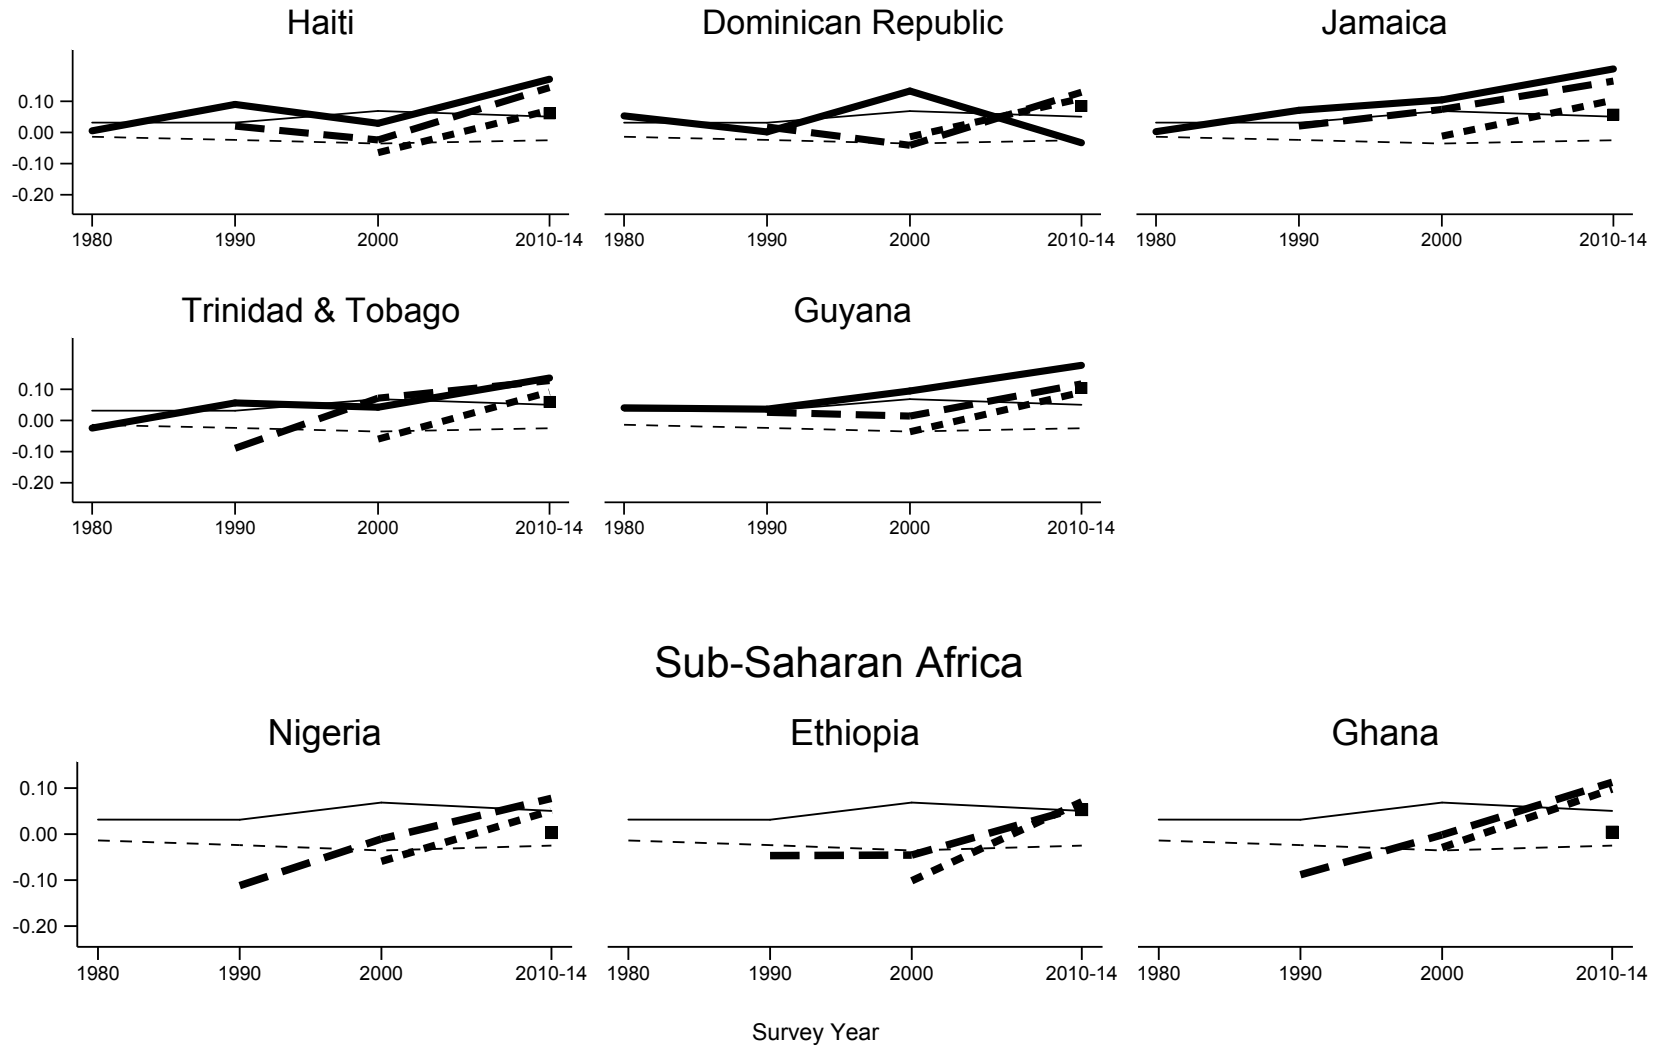 Haiti Dominican Republic Jamaica
0.10
0.00
-0.10
-0.20
1980 1990 2000 2010-14 1980 1990 2000 2010-14 1980 1990 2000 2010-14
Trinidad & Tobago Guyana
0.10
0.00
-0.10
-0.20
1980 1990 2000 2010-14 1980 1990 2000 2010-14
Sub-Saharan Africa
Nigeria Ethiopia Ghana
0.10
0.00
-0.10
-0.20
1980 1990 2000 2010-14 1980 1990 2000 2010-14 1980 1990 2000 2010-14
Survey Year